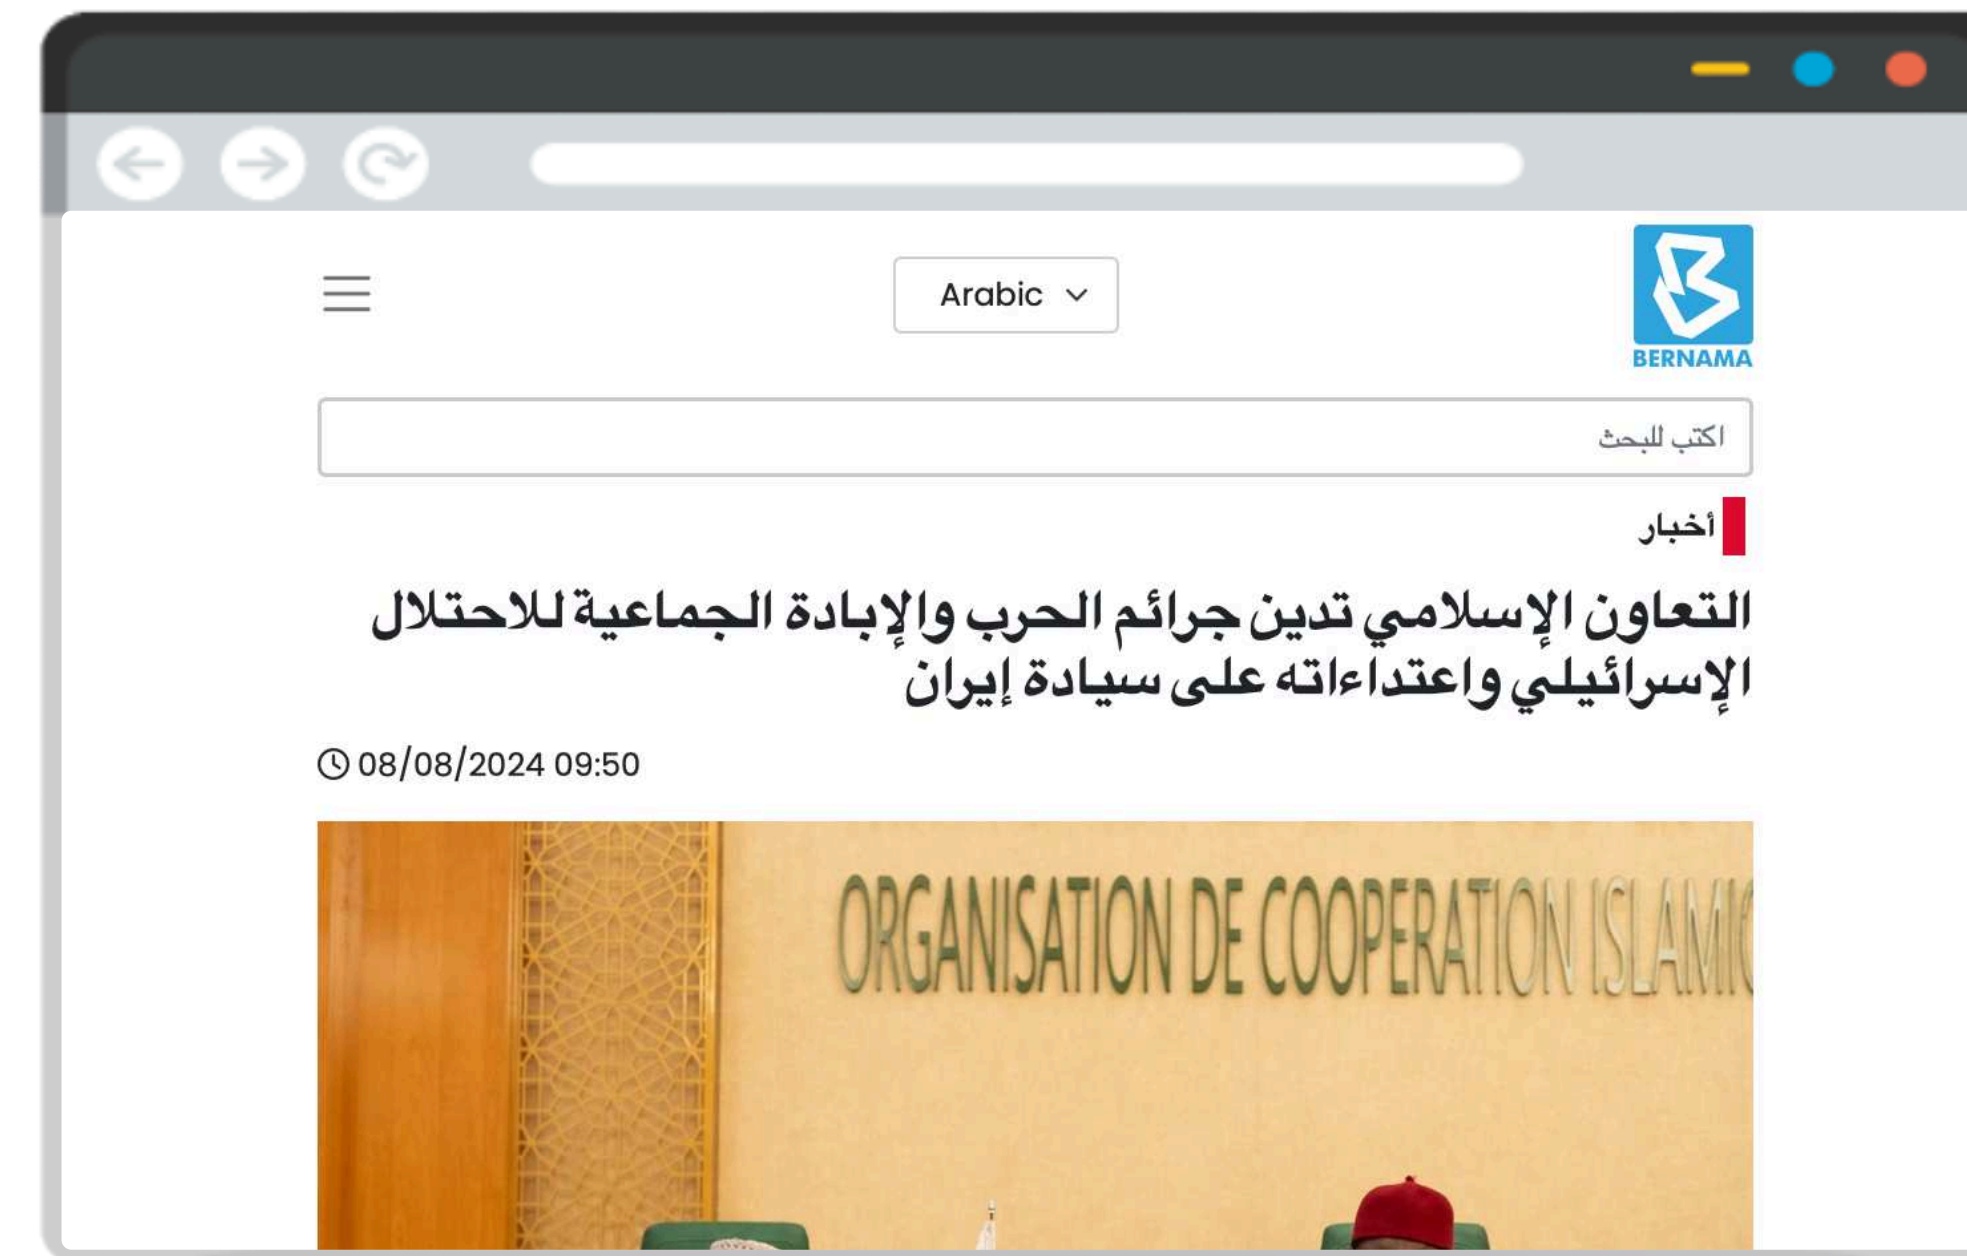 Arabic
BERNAMA
اكتب للبحث
أخبار
التعاون الإسلامي تدين جرائم الحرب والإبادة الجماعية للاحتلال
الإسرائيلي واعتداءاته على سيادة إيران
08/08/2024 09:50
ORGANISATION DE COOPERATION ISLAMIC